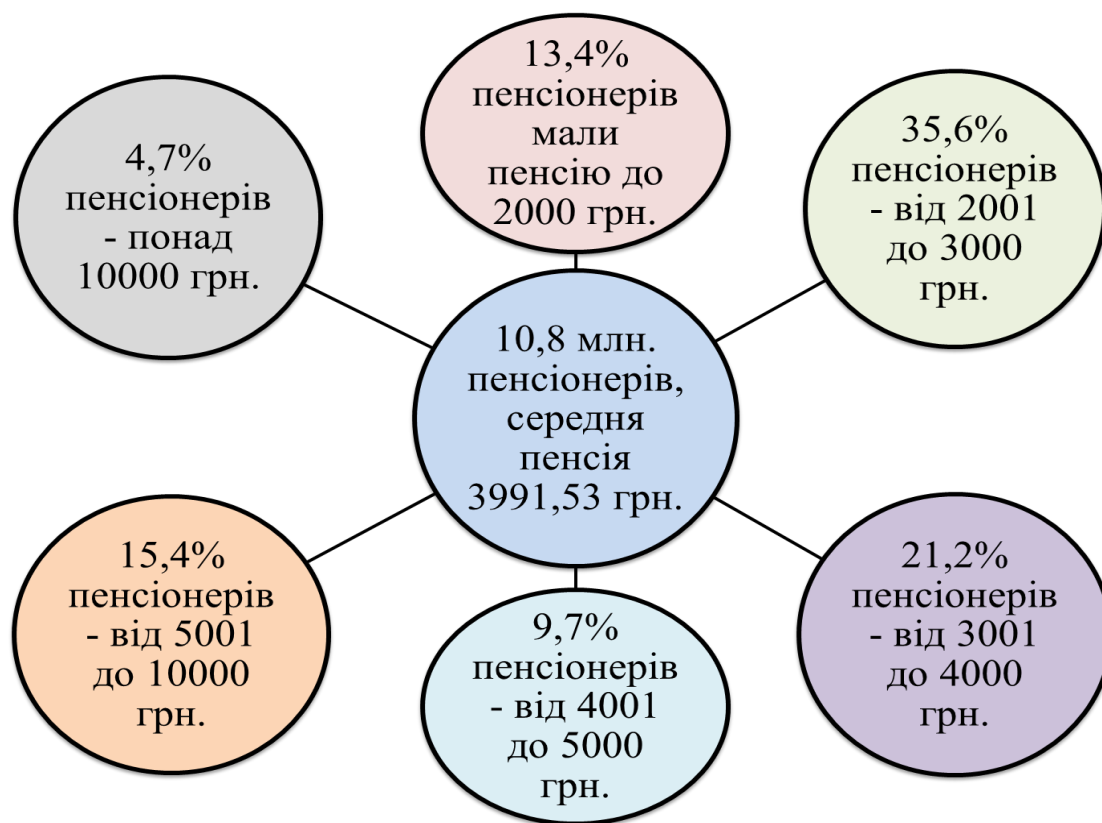 13,4%
пенсіонерів
мали
пенсію до
2000 грн.
35,6%
пенсіонерів
- від 2001
до 3000
грн.
21,2%
пенсіонерів
- від 3001
до 4000
грн.
9,7%
пенсіонерів
- від 4001
до 5000
грн.
15,4%
пенсіонерів
- від 5001
до 10000
грн.
4,7%
пенсіонерів
- понад
10000 грн.
10,8 млн.
пенсіонерів,
середня
пенсія
3991,53 грн.